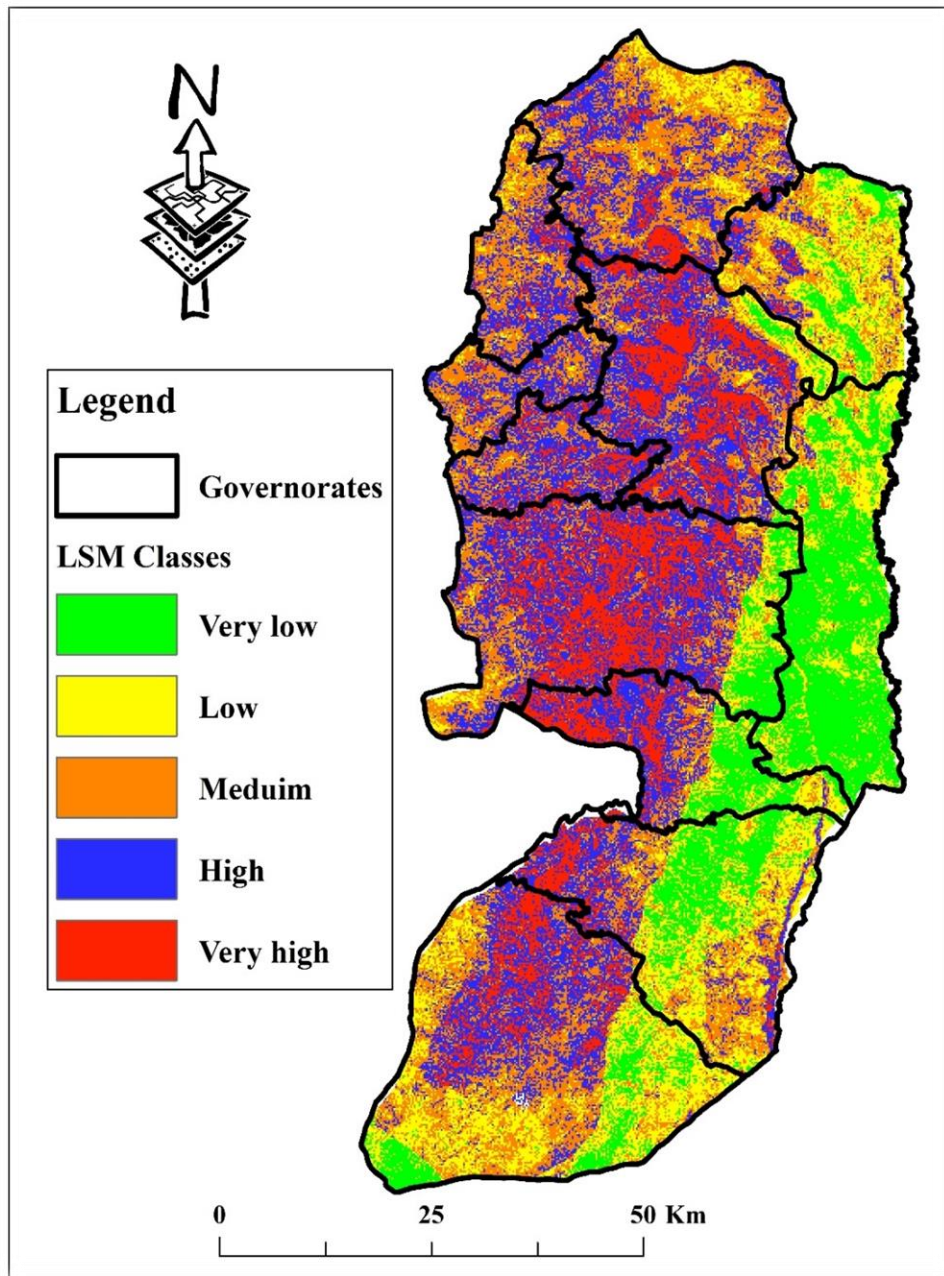 N
Legend
Governorates
LSM Classes
Very low
Low
Meduim
High
Very high
0 25 50 Km